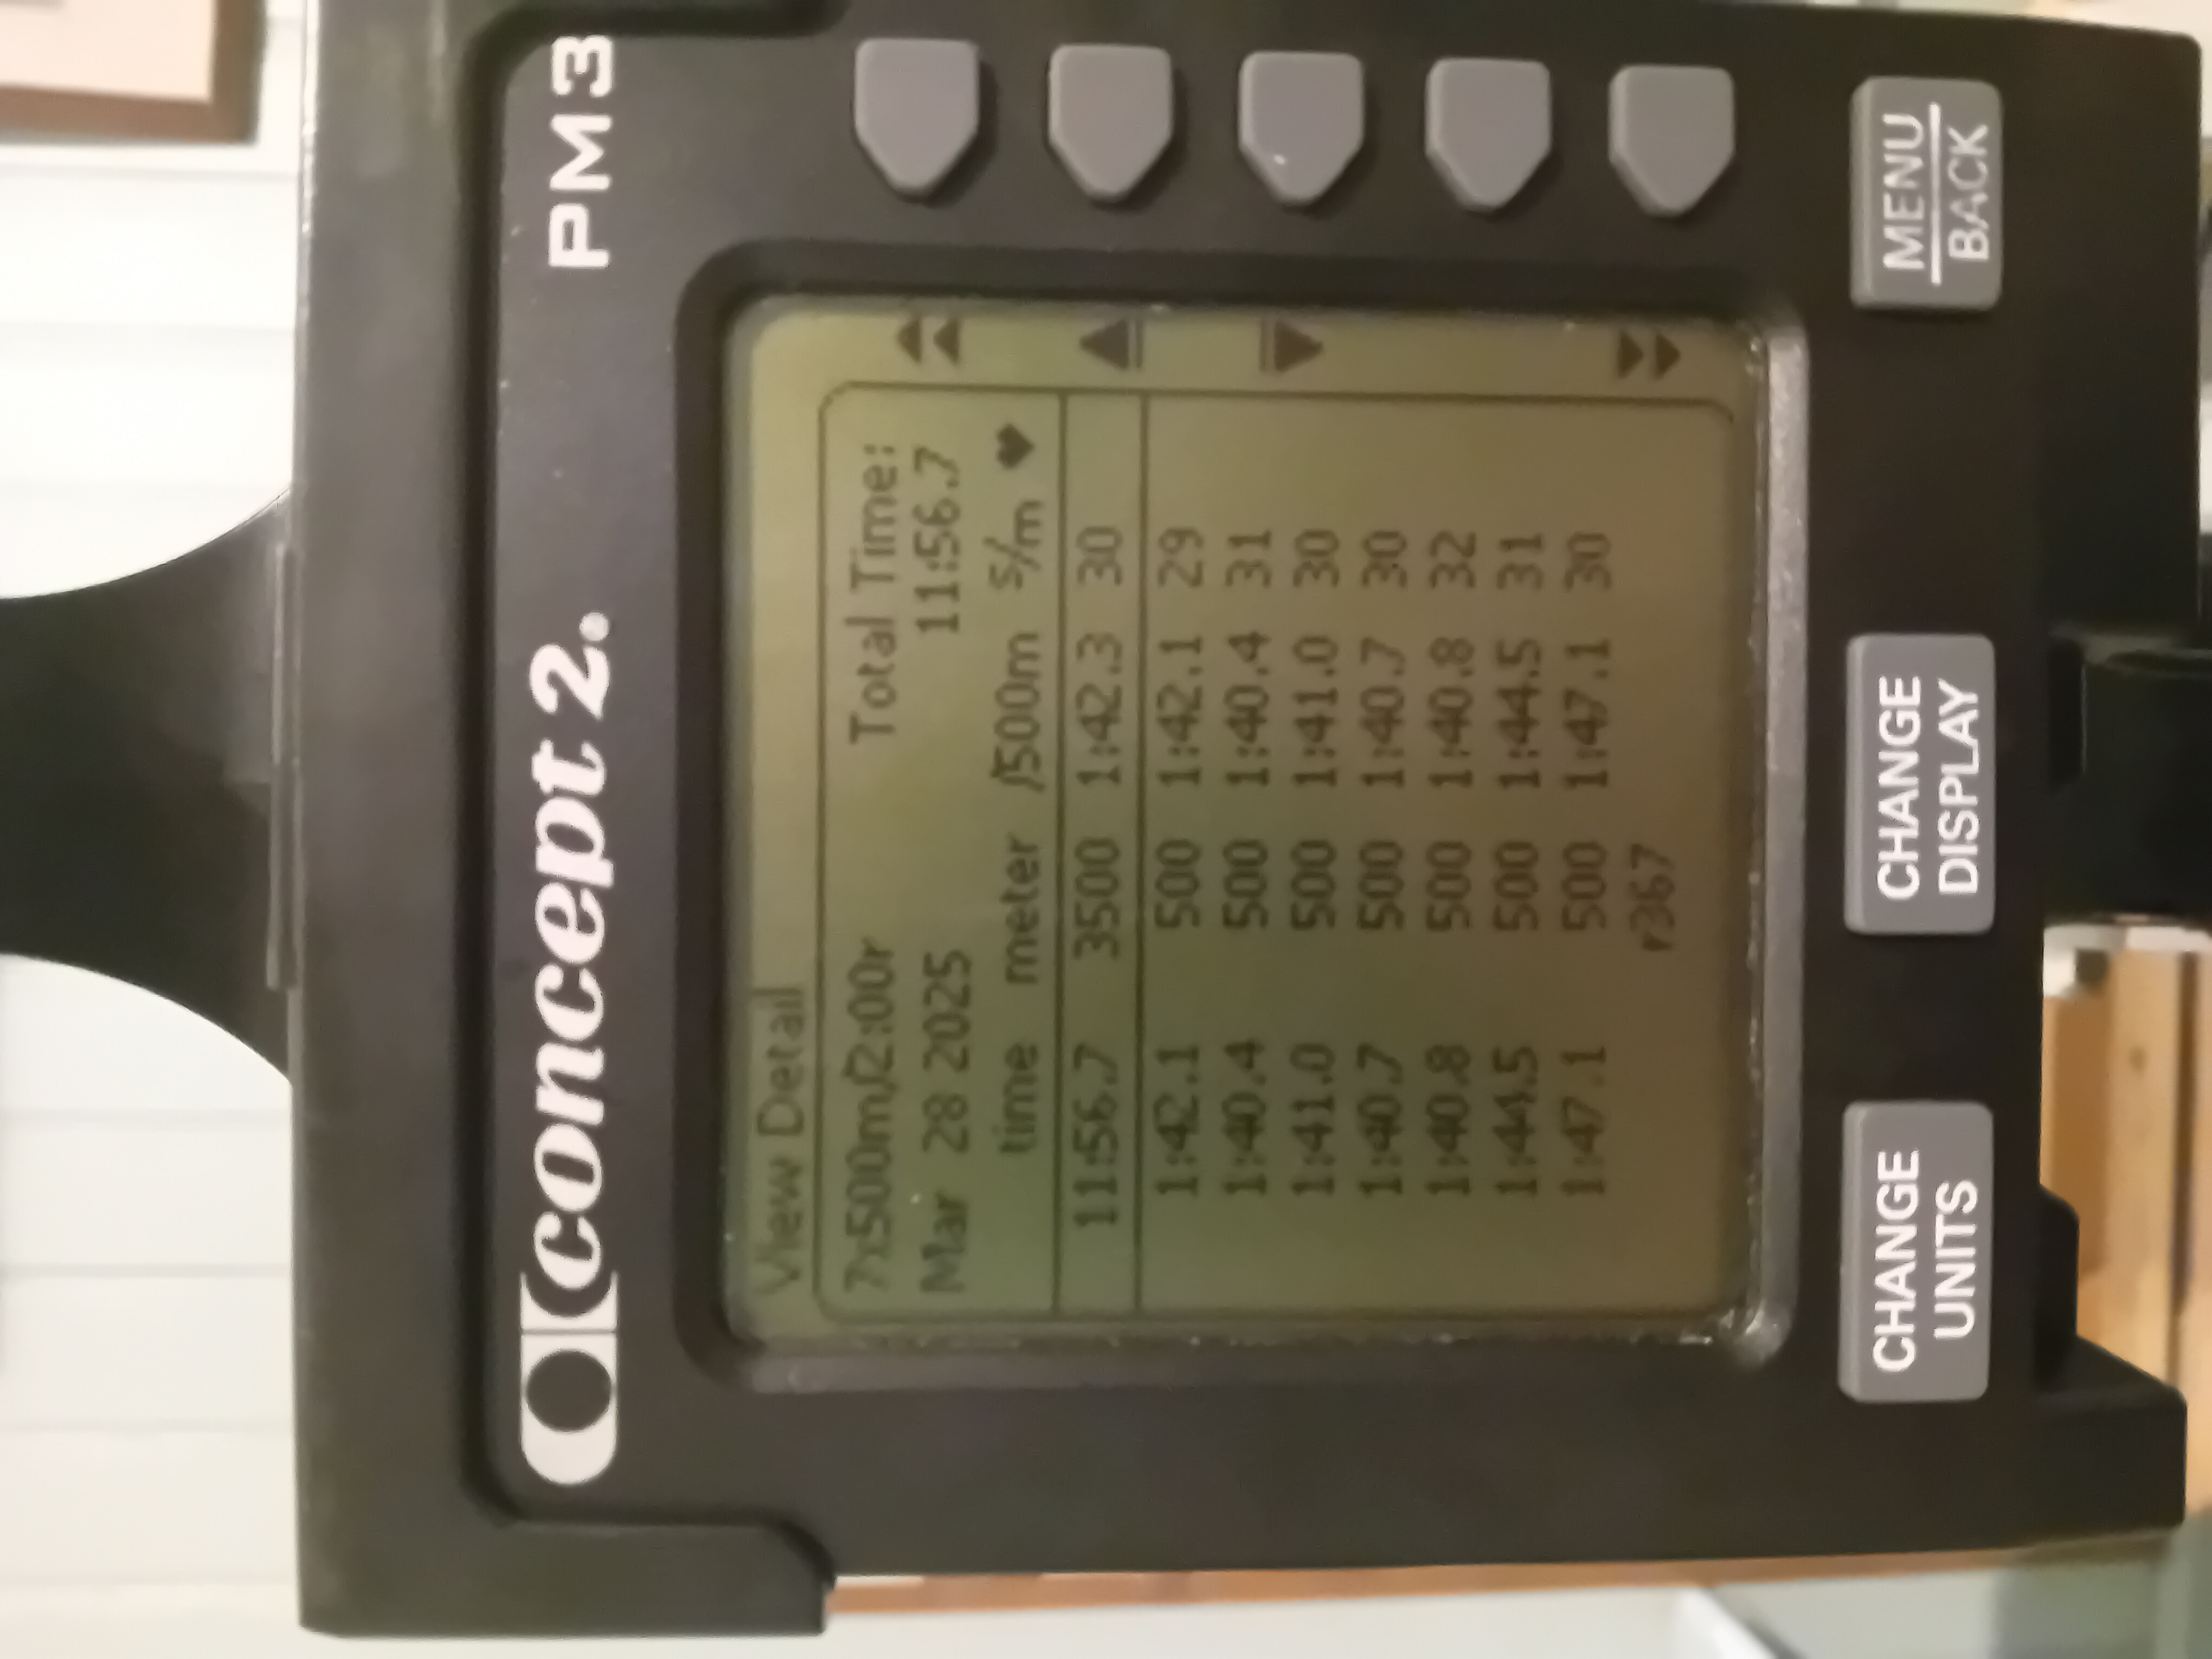 concept 2. PM3
View Detail
7x500m/2:00r Total Time:
Mar 28 2025 11:56.7
time meter /500m s/m ♥
11:56.7 3500 1:42.3 30
1:42.1 500 1:42.1 29
1:40.4 500 1:40.4 31
1:41.0 500 1:41.0 30
1:40.7 500 1:40.7 30
1:40.8 500 1:40.8 32
1:44.5 500 1:44.5 31
1:47.1 500 1:47.1 30
r367
CHANGE UNITS
CHANGE DISPLAY
MENU
BACK